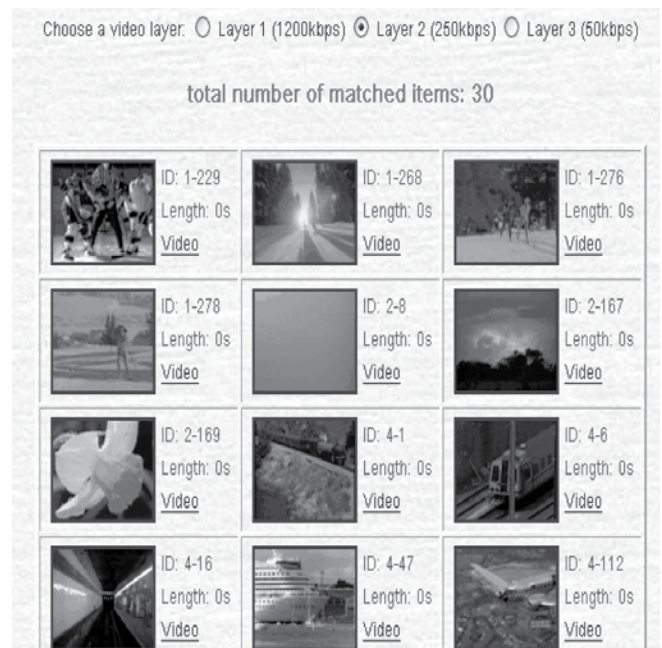 Choose a video layer: Layer 1 (1200kbps) Layer 2 (250kbps) Layer 3 (50kbps)
total number of matched items: 30
ID: 1-229
Length: 0s
Video
ID: 1-268
Length: 0s
Video
ID: 1-276
Length: 0s
Video
ID: 1-278
Length: 0s
Video
ID: 2-8
Length: 0s
Video
ID: 2-167
Length: 0s
Video
ID: 2-169
Length: 0s
Video
ID: 4-1
Length: 0s
Video
ID: 4-6
Length: 0s
Video
ID: 4-16
Length: 0s
Video
ID: 4-47
Length: 0s
Video
ID: 4-112
Length: 0s
Video